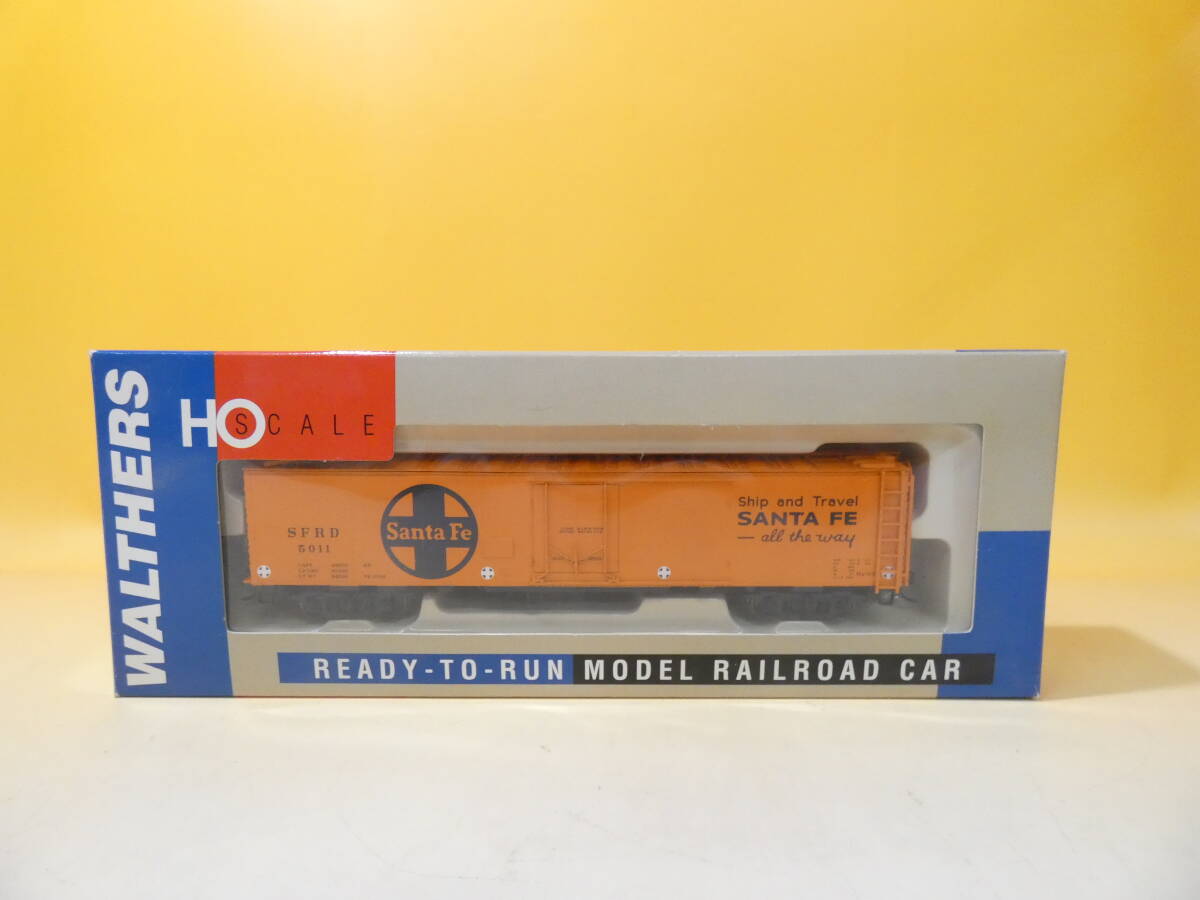 WALTHERS
HO SCALE
SFRD
5011
Santa Fe
Ship and Travel
SANTA FE
— all the way
READY-TO-RUN MODEL RAILROAD CAR